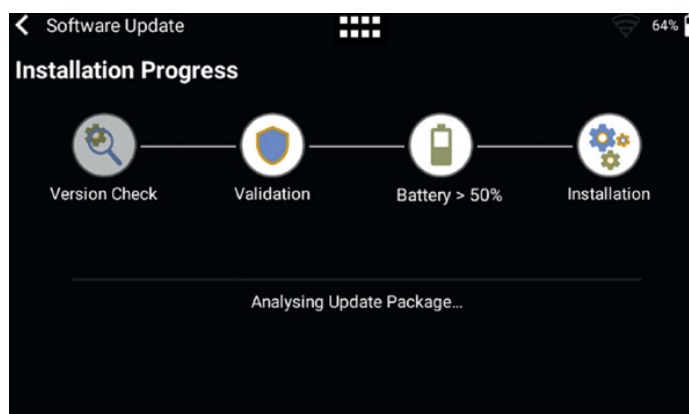 Software Update
64%
Installation Progress
Version Check
Validation
Battery > 50%
Installation
Analysing Update Package...